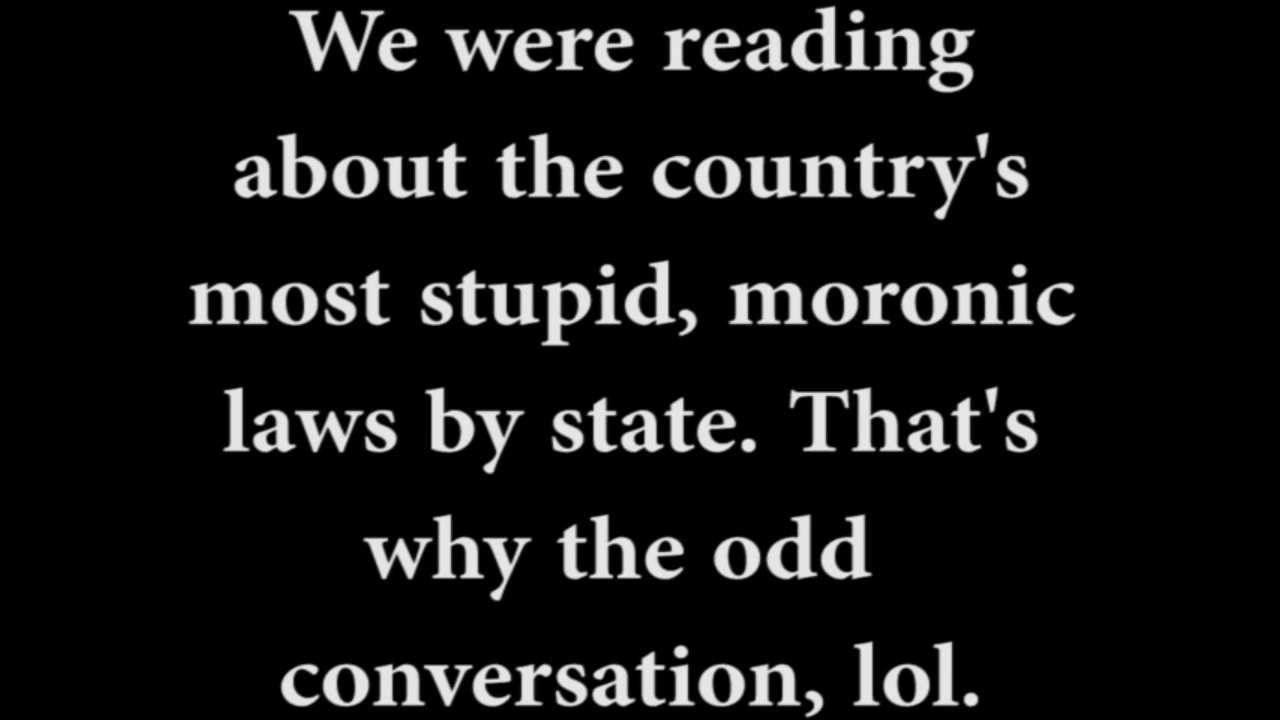 We were reading
about the country's
most stupid, moronic
laws by state. That's
why the odd
conversation, lol.